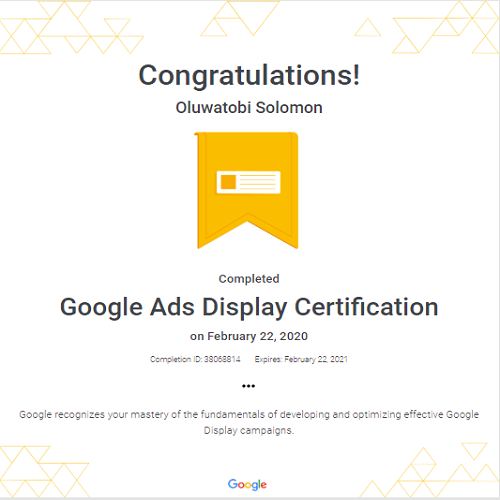 Congratulations!
Oluwatobi Solomon
Completed
Google Ads Display Certification
on February 22, 2020
Completion ID: 38068814 Expires: February 22, 2021
•••
Google recognizes your mastery of the fundamentals of developing and optimizing effective Google
Display campaigns.
Google